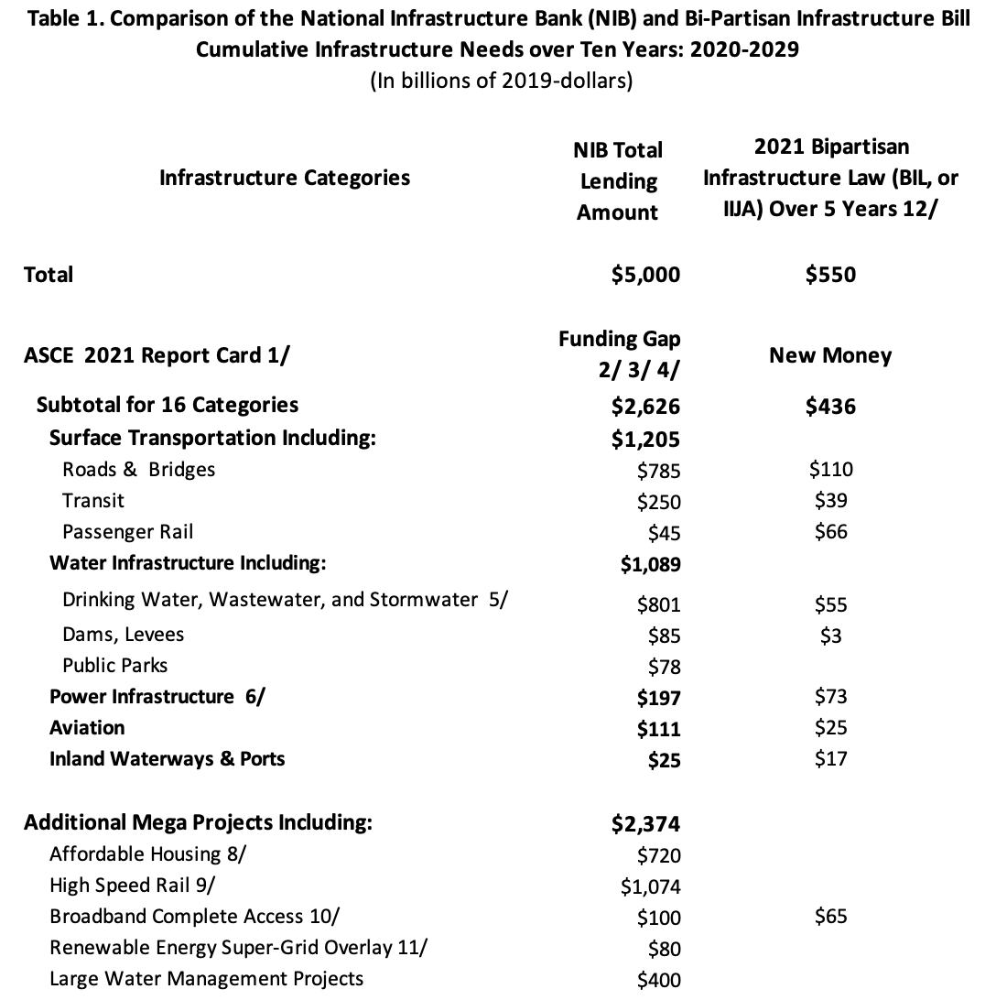 Table 1. Comparison of the National Infrastructure Bank (NIB) and Bi-Partisan Infrastructure Bill
Cumulative Infrastructure Needs over Ten Years: 2020-2029
(In billions of 2019-dollars)
Infrastructure Categories
NIB Total
Lending
Amount
2021 Bipartisan
Infrastructure Law (BIL, or
IIJA) Over 5 Years 12/
Total $5,000 $550
ASCE 2021 Report Card 1/
Funding Gap
2/ 3/ 4/
New Money
Subtotal for 16 Categories $2,626 $436
Surface Transportation Including: $1,205
Roads & Bridges $785 $110
Transit $250 $39
Passenger Rail $45 $66
Water Infrastructure Including: $1,089
Drinking Water, Wastewater, and Stormwater 5/ $801 $55
Dams, Levees $85 $3
Public Parks $78
Power Infrastructure 6/ $197 $73
Aviation $111 $25
Inland Waterways & Ports $25 $17
Additional Mega Projects Including: $2,374
Affordable Housing 8/ $720
High Speed Rail 9/ $1,074
Broadband Complete Access 10/ $100 $65
Renewable Energy Super-Grid Overlay 11/ $80
Large Water Management Projects $400